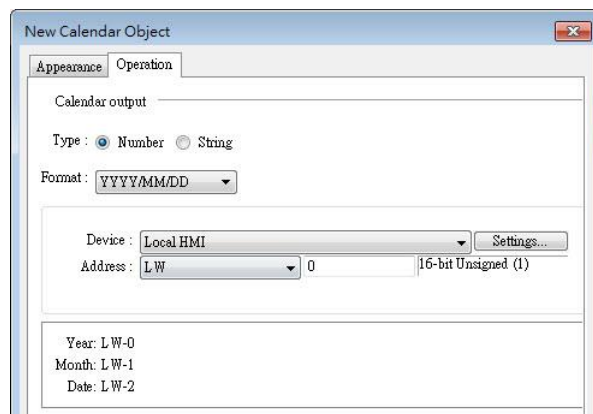 New Calendar Object
Appearance Operation
Calendar output
Type : Number String
Format : YYYY/MM/DD
Device : Local HMI Settings...
Address : LW 0 16-bit Unsigned (1)
Year: LW-0
Month: LW-1
Date: LW-2